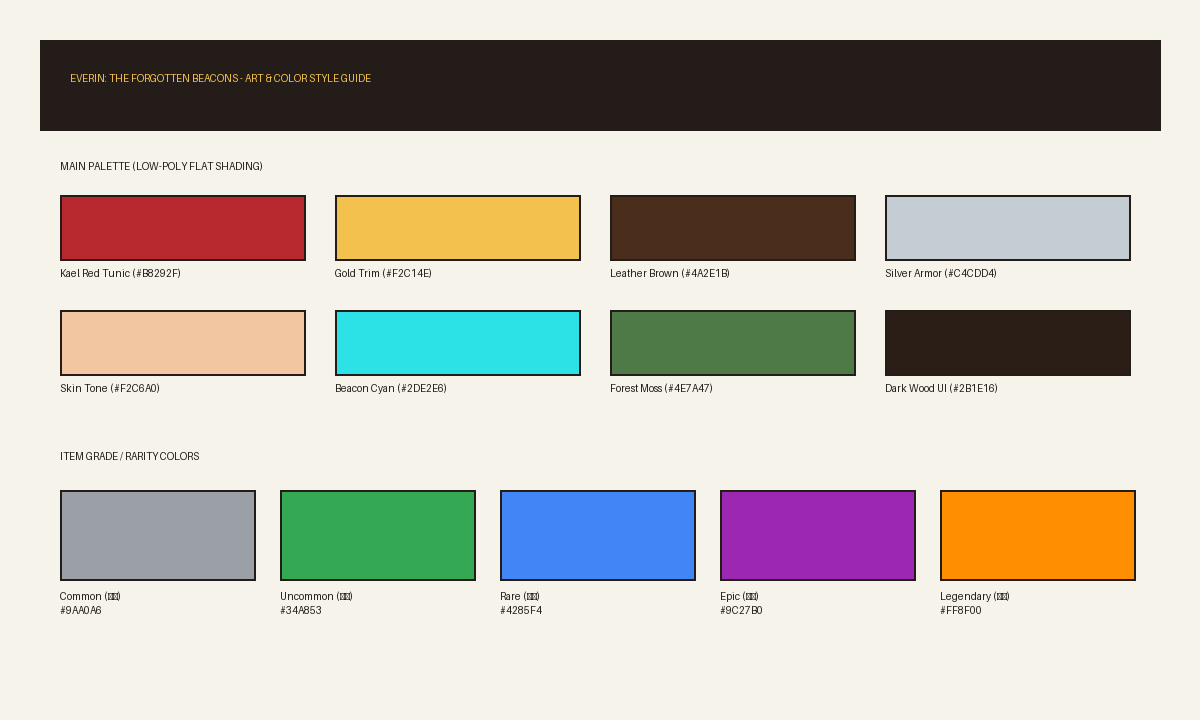 EVERIN: THE FORGOTTEN BEACONS - ART & COLOR STYLE GUIDE
MAIN PALETTE (LOW-POLY FLAT SHADING)
Kael Red Tunic (#B8292F)
Gold Trim (#F2C14E)
Leather Brown (#4A2E1B)
Silver Armor (#C4CDD4)
Skin Tone (#F2C6A0)
Beacon Cyan (#2DE2E6)
Forest Moss (#4E7A47)
Dark Wood UI (#2B1E16)
ITEM GRADE / RARITY COLORS
Common (▯▯)
#9AA0A6
Uncommon (▯▯)
#34A853
Rare (▯▯)
#4285F4
Epic (▯▯)
#9C27B0
Legendary (▯▯)
#FF8F00